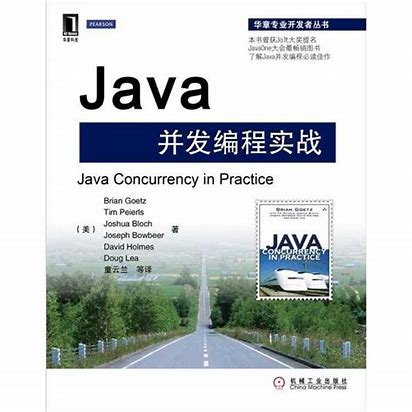 华章科技
PEARSON
华章专业开发者丛书
本书曾获Jolt大奖提名
JavaOne大会最畅销图书
了解Java并发编程必读佳作
Java
并发编程实战
Java Concurrency in Practice
（美）
Brian Goetz
Tim Peierls
Joshua Bloch
Joseph Bowbeer
David Holmes
Doug Lea
著
童云兰 等译
BRIAN GOETZ
JAVA
CONCURRENCY
IN PRACTICE
机械工业出版社
China Machine Press